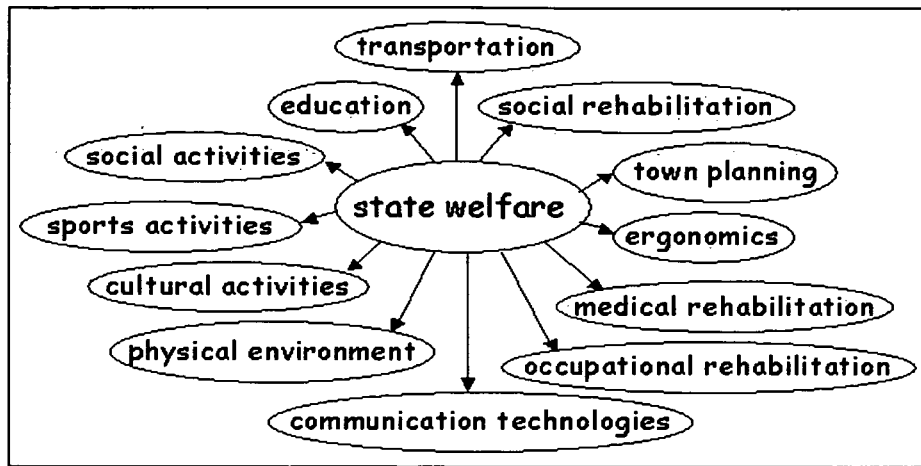 transportation
education
social rehabilitation
social activities
town planning
state welfare
sports activities
ergonomics
cultural activities
medical rehabilitation
physical environment
occupational rehabilitation
communication technologies